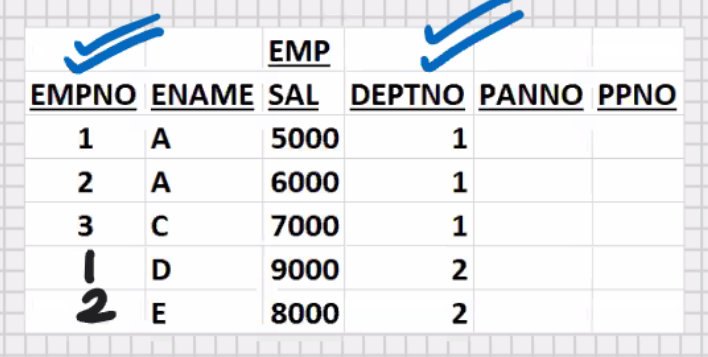 EMP
EMPNO ENAME SAL DEPTNO PANNO PPNO
1 A 5000 1
2 A 6000 1
3 C 7000 1
1 D 9000 2
2 E 8000 2